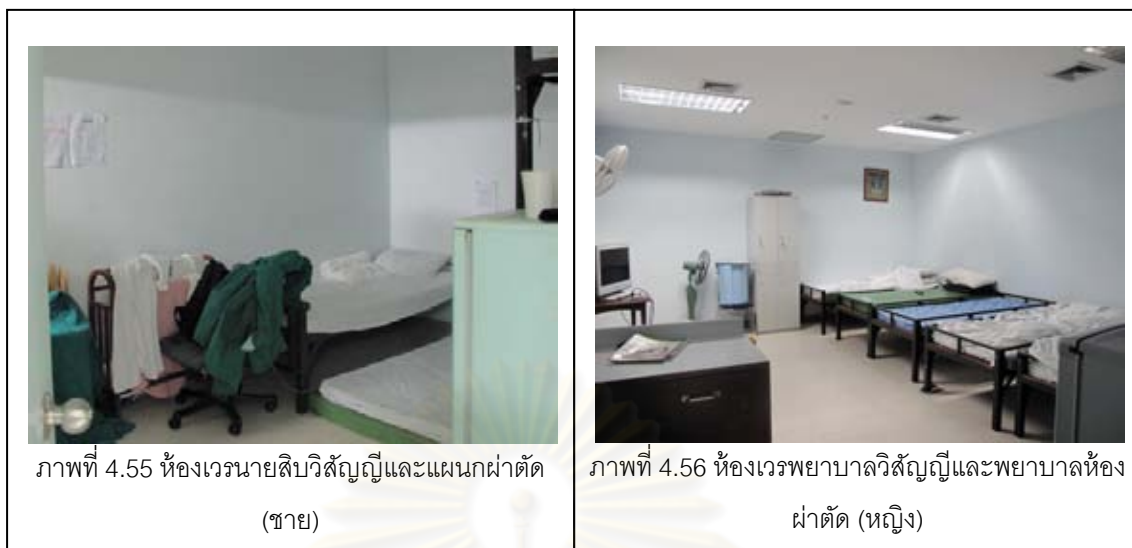 ภาพที่ 4.55 ห้องเวรนายสิบวิสัญญีและแผนกผ่าตัด
(ชาย)
ภาพที่ 4.56 ห้องเวรพยาบาลวิสัญญีและพยาบาลห้อง
ผ่าตัด (หญิง)